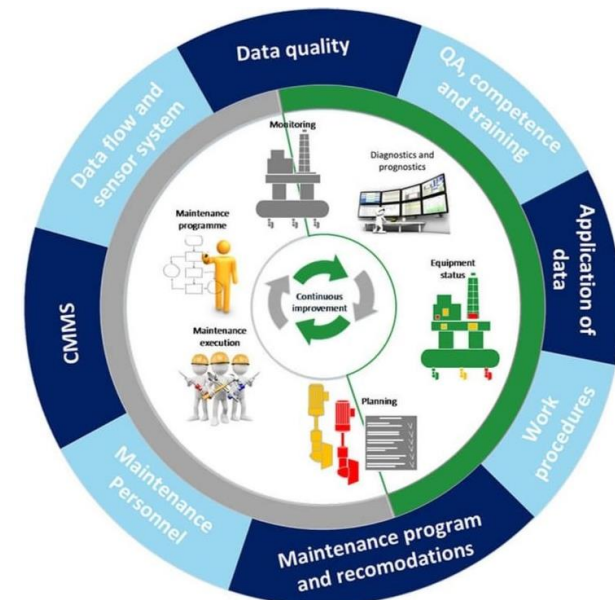 Data quality
QA, competence
and training
Application of
data
Work
procedures
Maintenance program
and recomodations
Maintenance
Personnel
CMMS
Data flow and
sensor system
Monitoring
Diagnostics and
prognostics
Equipment
status
Planning
Maintenance
execution
Maintenance
programme
Continuous
improvement